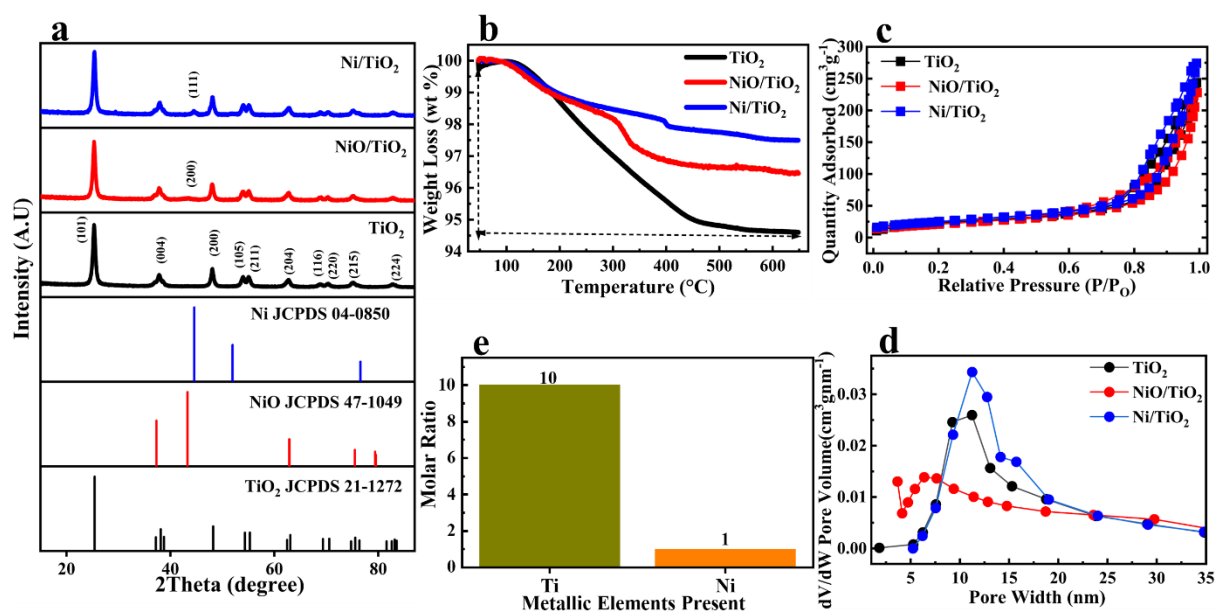 a
Intensity (A.U)
Ni/TiO2
(111)
NiO/TiO2
(200)
TiO2
(101)
(004)
(200)
(105)
(211)
(204)
(116)
(220)
(215)
(224)
Ni JCPDS 04-0850
NiO JCPDS 47-1049
TiO2 JCPDS 21-1272
20 40 60 80
2Theta (degree)
b
Weight Loss (wt %)
100
99
98
97
96
95
94
TiO2
NiO/TiO2
Ni/TiO2
100 200 300 400 500 600
Temperature (°C)
c
Quantity Adsorbed (cm3g-1)
300
275
250
225
200
175
150
125
100
75
50
25
0
TiO2
NiO/TiO2
Ni/TiO2
0.0 0.2 0.4 0.6 0.8 1.0
Relative Pressure (P/PO)
e
Molar Ratio
12
10
8
6
4
2
0
10
1
Ti Ni
Metallic Elements Present
d
dV/dW Pore Volume(cm3gnm-1)
0.03
0.02
0.01
0.00
TiO2
NiO/TiO2
Ni/TiO2
5 10 15 20 25 30 35
Pore Width (nm)